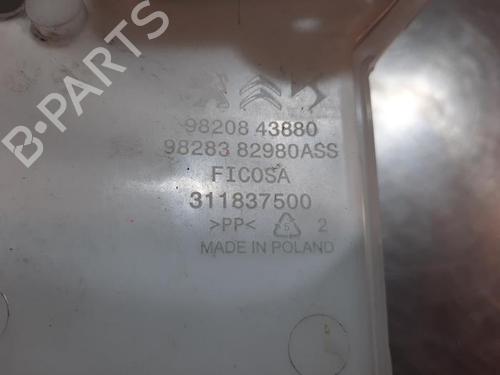 98208 43880
98283 82980ASS
FICOSA
311837500
>PP< 5 2
MADE IN POLAND
B-PARTS